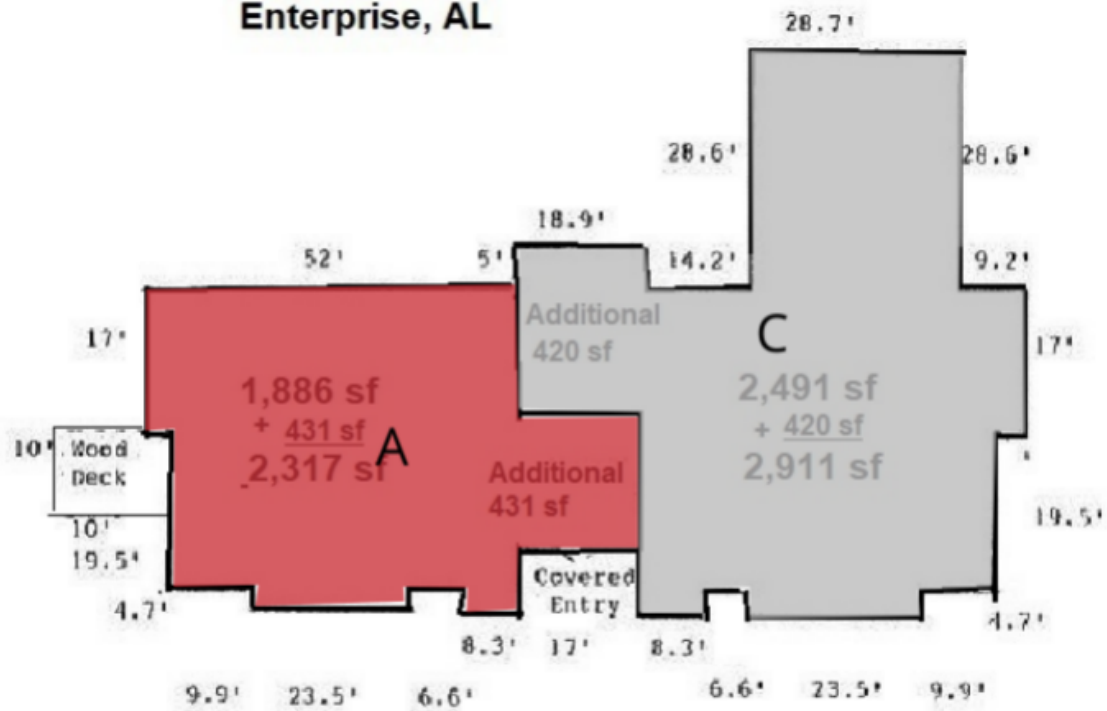 Enterprise, AL
28.7'
28.6'
28.6'
18.9'
52'
5'
14.2'
9.2'
17'
Additional
420 sf
C
17'
1,886 sf
+ 431 sf
2,317 sf
A
2,491 sf
+ 420 sf
2,911 sf
10'
Wood
Deck
Additional
431 sf
10'
19.5'
19.5'
Covered
Entry
4.7'
4.7'
8.3'
17'
8.3'
9.9'
23.5'
6.6'
6.6'
23.5'
9.9'